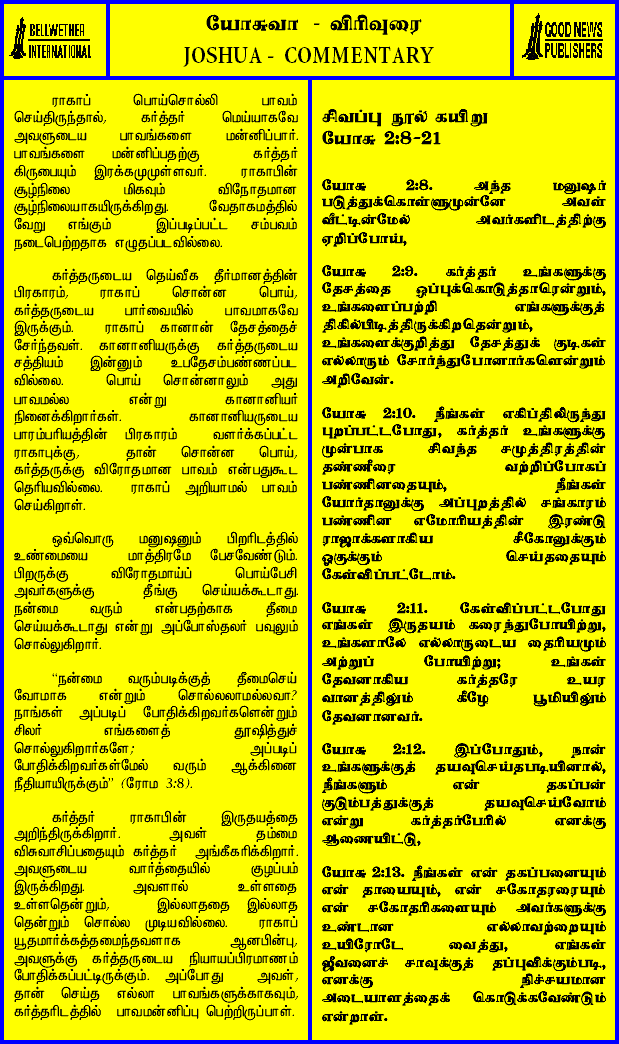 BELLWETHER
INTERNATIONAL
யோசுவா - விரிவுரை
JOSHUA - COMMENTARY
GOOD NEWS
PUBLISHERS
ராகாப் பொய்சொல்லி பாவம்
செய்திருந்தால், கர்த்தர் மெய்யாகவே
அவளுடைய பாவங்களை மன்னிப்பார்.
பாவங்களை மன்னிப்பதற்கு கர்த்தர்
கிருபையும் இரக்கமுமுள்ளவர். ராகாபின்
சூழ்நிலை மிகவும் விநோதமான
சூழ்நிலையாகயிருக்கிறது. வேதாகமத்தில்
வேறு எங்கும் இப்படிப்பட்ட சம்பவம்
நடைபெற்றதாக எழுதப்படவில்லை.
கர்த்தருடைய தெய்வீக தீர்மானத்தின்
பிரகாரம், ராகாப் சொன்ன பொய்,
கர்த்தருடைய பார்வையில் பாவமாகவே
இருக்கும். ராகாப் கானான் தேசத்தைச்
சேர்ந்தவள். கானானியருக்கு கர்த்தருடைய
சத்தியம் இன்னும் உபதேசம்பண்ணப்பட
வில்லை. பொய் சொன்னாலும் அது
பாவமல்ல என்று கானானியர்
நினைக்கிறார்கள். கானானியருடைய
பாரம்பரியத்தின் பிரகாரம் வளர்க்கப்பட்ட
ராகாபுக்கு, தான் சொன்ன பொய்,
கர்த்தருக்கு விரோதமான பாவம் என்பதுகூட
தெரியவில்லை. ராகாப் அறியாமல் பாவம்
செய்கிறாள்.
ஒவ்வொரு மனுஷனும் பிறரிடத்தில்
உண்மையை மாத்திரமே பேசவேண்டும்.
பிறருக்கு விரோதமாய்ப் பொய்பேசி
அவர்களுக்கு தீங்கு செய்யக்கூடாது.
நன்மை வரும் என்பதற்காக தீமை
செய்யக்கூடாது என்று அப்போஸ்தலர் பவுலும்
சொல்லுகிறார்.
“நன்மை வரும்படிக்குத் தீமைசெய்
வோமாக என்றும் சொல்லலாமல்லவா?
நாங்கள் அப்படிப் போதிக்கிறவர்களென்றும்
சிலர் எங்களைத் தூஷித்துச்
சொல்லுகிறார்களே; அப்படிப்
போதிக்கிறவர்கள்மேல் வரும் ஆக்கினை
நீதியாயிருக்கும்” (ரோம 3:8).
கர்த்தர் ராகாபின் இருதயத்தை
அறிந்திருக்கிறார். அவள் தம்மை
விசுவாசிப்பதையும் கர்த்தர் அங்கீகரிக்கிறார்.
அவளுடைய வார்த்தையில் குழப்பம்
இருக்கிறது. அவளால் உள்ளதை
உள்ளதென்றும், இல்லாததை இல்லாத
தென்றும் சொல்ல முடியவில்லை. ராகாப்
யூதமார்க்கத்தமைந்தவளாக ஆனபின்பு,
அவளுக்கு கர்த்தருடைய நியாயப்பிரமாணம்
போதிக்கப்பட்டிருக்கும். அப்போது அவள்,
தான் செய்த எல்லா பாவங்களுக்காகவும்,
கர்த்தரிடத்தில் பாவமன்னிப்பு பெற்றிருப்பாள்.
சிவப்பு நூல் கயிறு
யோசு 2:8-21
யோசு 2:8. அந்த மனுஷர்
படுத்துக்கொள்ளுமுன்னே அவள்
வீட்டின்மேல் அவர்களிடத்திற்கு
ஏறிப்போய்,
யோசு 2:9. கர்த்தர் உங்களுக்கு
தேசத்தை ஒப்புக்கொடுத்தாரென்றும்,
உங்களைப்பற்றி எங்களுக்குத்
திகில்பிடித்திருக்கிறதென்றும்,
உங்களைக்குறித்து தேசத்துக் குடிகள்
எல்லாரும் சோர்ந்துபோனார்களென்றும்
அறிவேன்.
யோசு 2:10. நீங்கள் எகிப்திலிருந்து
புறப்பட்டபோது, கர்த்தர் உங்களுக்கு
முன்பாக சிவந்த சமுத்திரத்தின்
தண்ணீரை வற்றிப்போகப்
பண்ணினதையும், நீங்கள்
யோர்தானுக்கு அப்புறத்தில் சங்காரம்
பண்ணின எமோரியத்தின் இரண்டு
ராஜாக்களாகிய சீகோனுக்கும்
ஓகுக்கும் செய்ததையும்
கேள்விப்பட்டோம்.
யோசு 2:11. கேள்விப்பட்டபோது
எங்கள் இருதயம் கரைந்துபோயிற்று,
உங்களாலே எல்லாருடைய தைரியமும்
அற்றுப் போயிற்று; உங்கள்
தேவனாகிய கர்த்தரே உயர
வானத்திலும் கீழே பூமியிலும்
தேவனானவர்.
யோசு 2:12. இப்போதும், நான்
உங்களுக்குத் தயவுசெய்தபடியினால்,
நீங்களும் என் தகப்பன்
குடும்பத்துக்குத் தயவுசெய்வோம்
என்று கர்த்தர்பேரில் எனக்கு
ஆணையிட்டு,
யோசு 2:13. நீங்கள் என் தகப்பனையும்
என் தாயையும், என் சகோதரரையும்
என் சகோதரிகளையும் அவர்களுக்கு
உண்டான எல்லாவற்றையும்
உயிரோடே வைத்து, எங்கள்
ஜீவனைச் சாவுக்குத் தப்புவிக்கும்படி,
எனக்கு நிச்சயமான
அடையாளத்தைக் கொடுக்கவேண்டும்
என்றாள்.